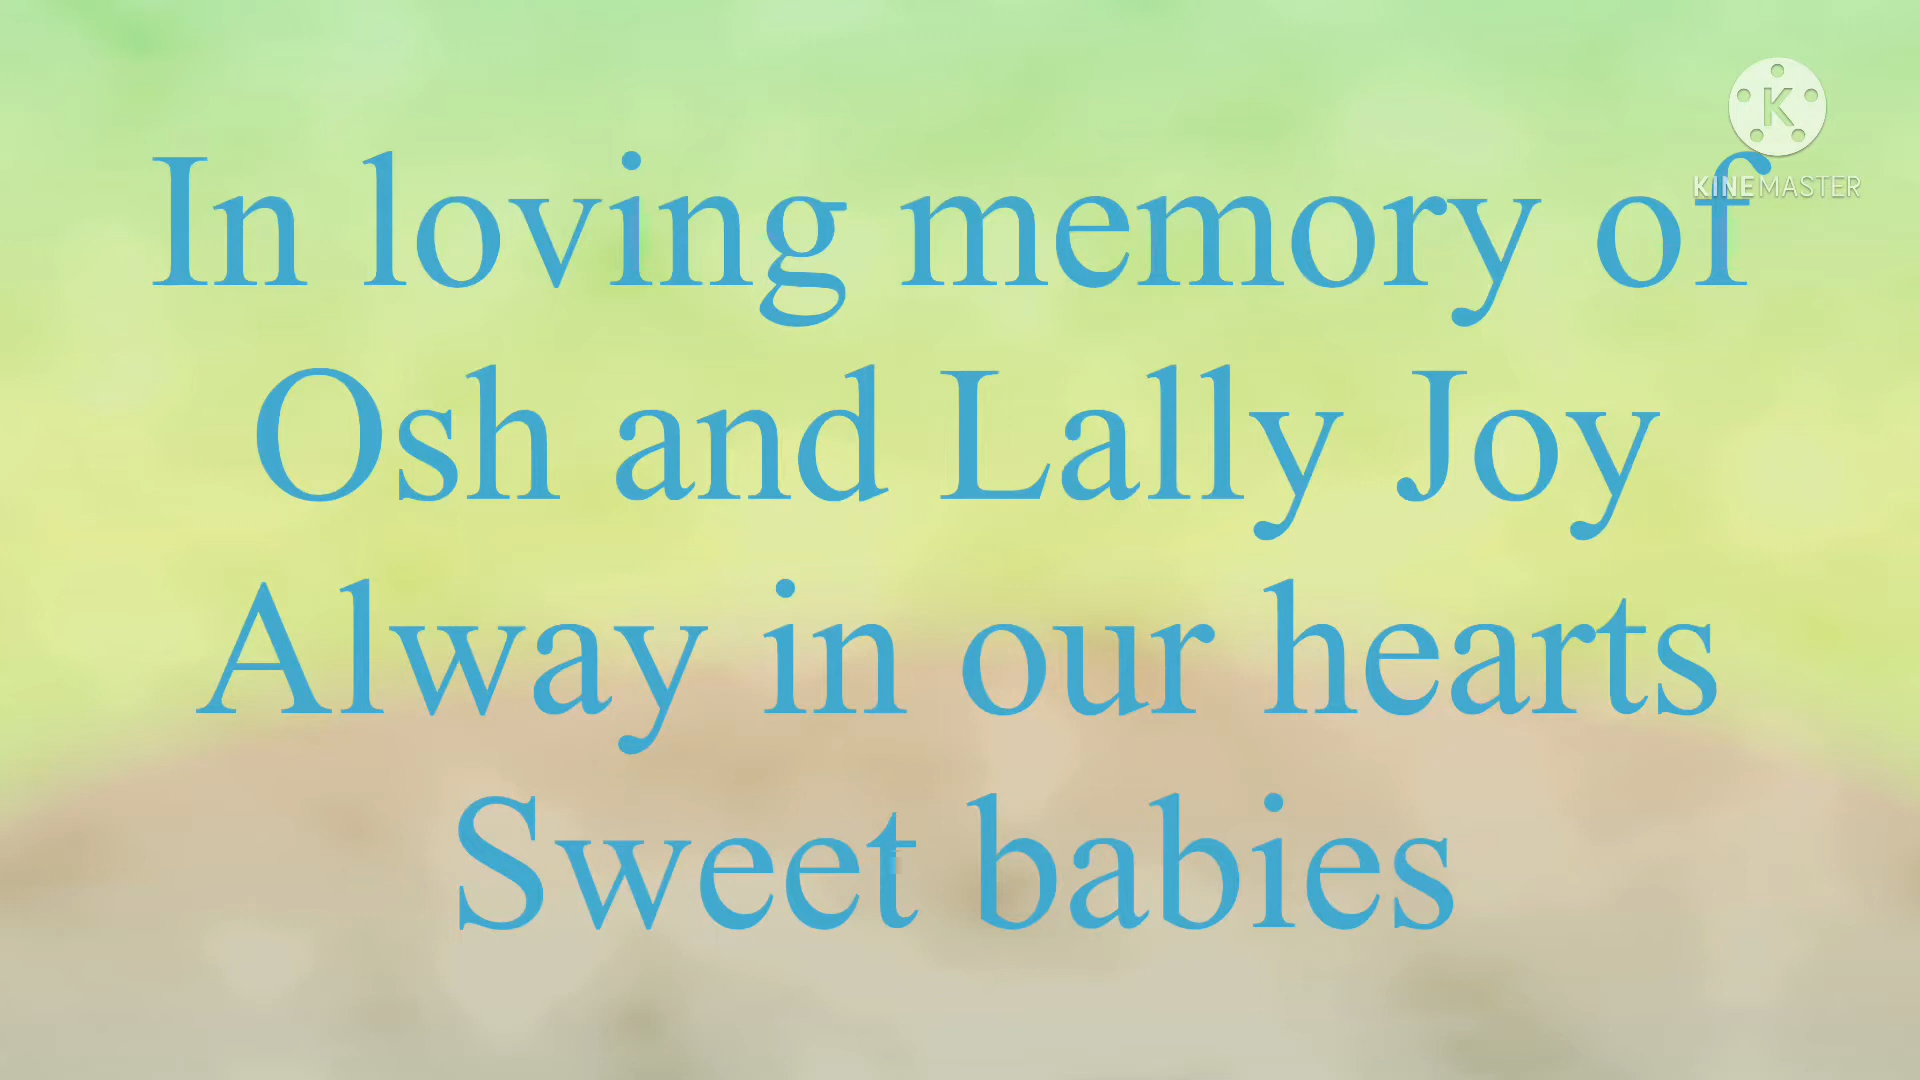 K
KINEMASTER
In loving memory of
Osh and Lally Joy
Alway in our hearts
Sweet babies